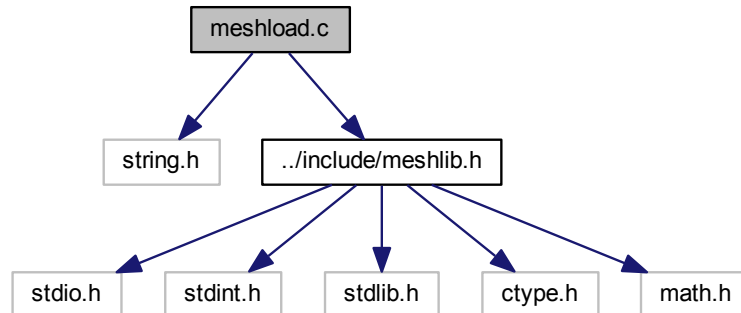 meshload.c
string.h
../include/meshlib.h
stdio.h
stdint.h
stdlib.h
ctype.h
math.h